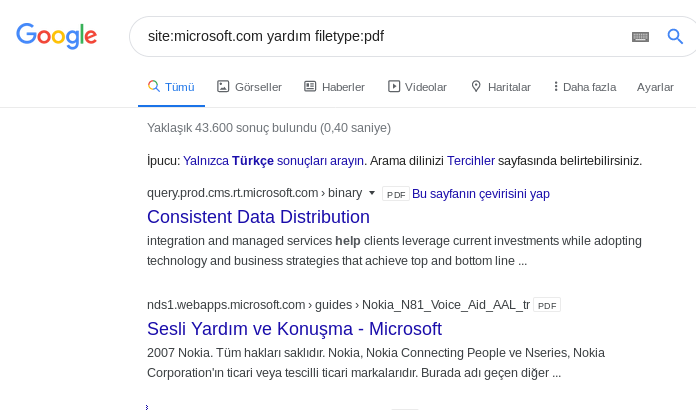 Google
site:microsoft.com yardım filetype:pdf
Tümü Görseller Haberler Videolar Haritalar Daha fazla Ayarlar
Yaklaşık 43.600 sonuç bulundu (0,40 saniye)
İpucu: Yalnızca Türkçe sonuçları arayın. Arama dilinizi Tercihler sayfasında belirtebilirsiniz.
query.prod.cms.rt.microsoft.com › binary PDF Bu sayfanın çevirisini yap
Consistent Data Distribution
integration and managed services help clients leverage current investments while adopting
technology and business strategies that achieve top and bottom line ...
nds1.webapps.microsoft.com › guides › Nokia_N81_Voice_Aid_AAL_tr PDF
Sesli Yardım ve Konuşma - Microsoft
2007 Nokia. Tüm hakları saklıdır. Nokia, Nokia Connecting People ve Nseries, Nokia
Corporation'ın ticari veya tescilli ticari markalarıdır. Burada adı geçen diğer ...